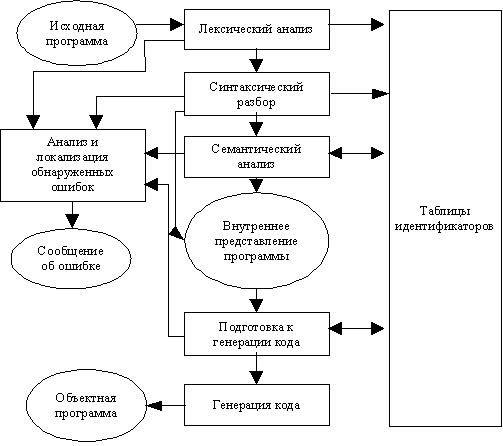 Исходная
программа
Лексический анализ
Синтаксический
разбор
Анализ и
локализация
обнаруженных
ошибок
Семантический
анализ
Таблицы
идентификаторов
Внутреннее
представление
программы
Сообщение
об ошибке
Подготовка к
генерации кода
Объектная
программа
Генерация кода